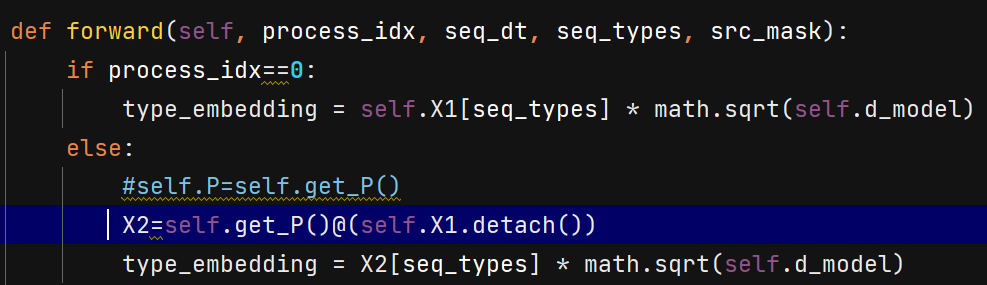 def forward(self, process_idx, seq_dt, seq_types, src_mask):
    if process_idx==0:
        type_embedding = self.X1[seq_types] * math.sqrt(self.d_model)
    else:
        #self.P=self.get_P()
        X2=self.get_P()@(self.X1.detach())
        type_embedding = X2[seq_types] * math.sqrt(self.d_model)